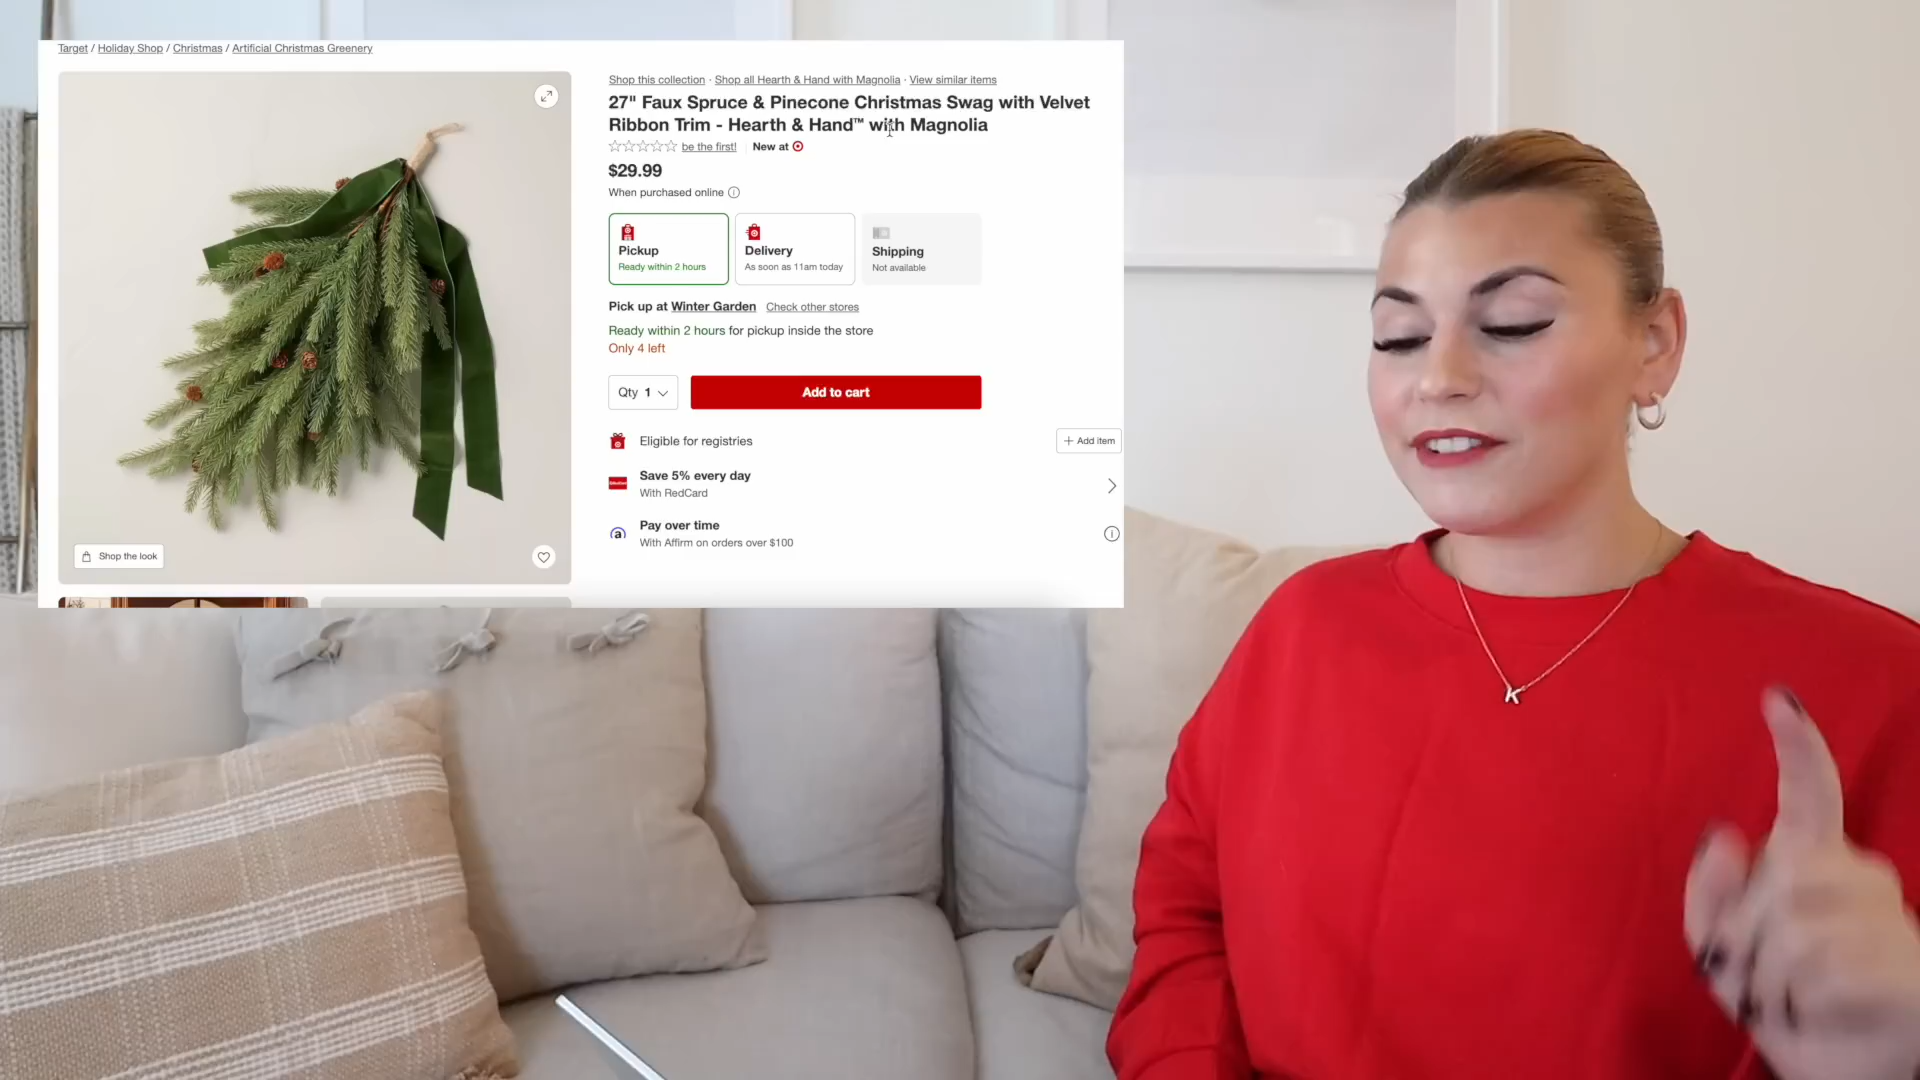 Target / Holiday Shop / Christmas / Artificial Christmas Greenery
Shop this collection · Shop all Hearth & Hand with Magnolia · View similar items
27" Faux Spruce & Pinecone Christmas Swag with Velvet
Ribbon Trim - Hearth & Hand™ with Magnolia
be the first! New at
$29.99
When purchased online
Pickup
Ready within 2 hours
Delivery
As soon as 11am today
Shipping
Not available
Pick up at Winter Garden Check other stores
Ready within 2 hours for pickup inside the store
Only 4 left
Qty 1
Add to cart
Eligible for registries
+ Add item
Save 5% every day
With RedCard
Pay over time
With Affirm on orders over $100
Shop the look
K